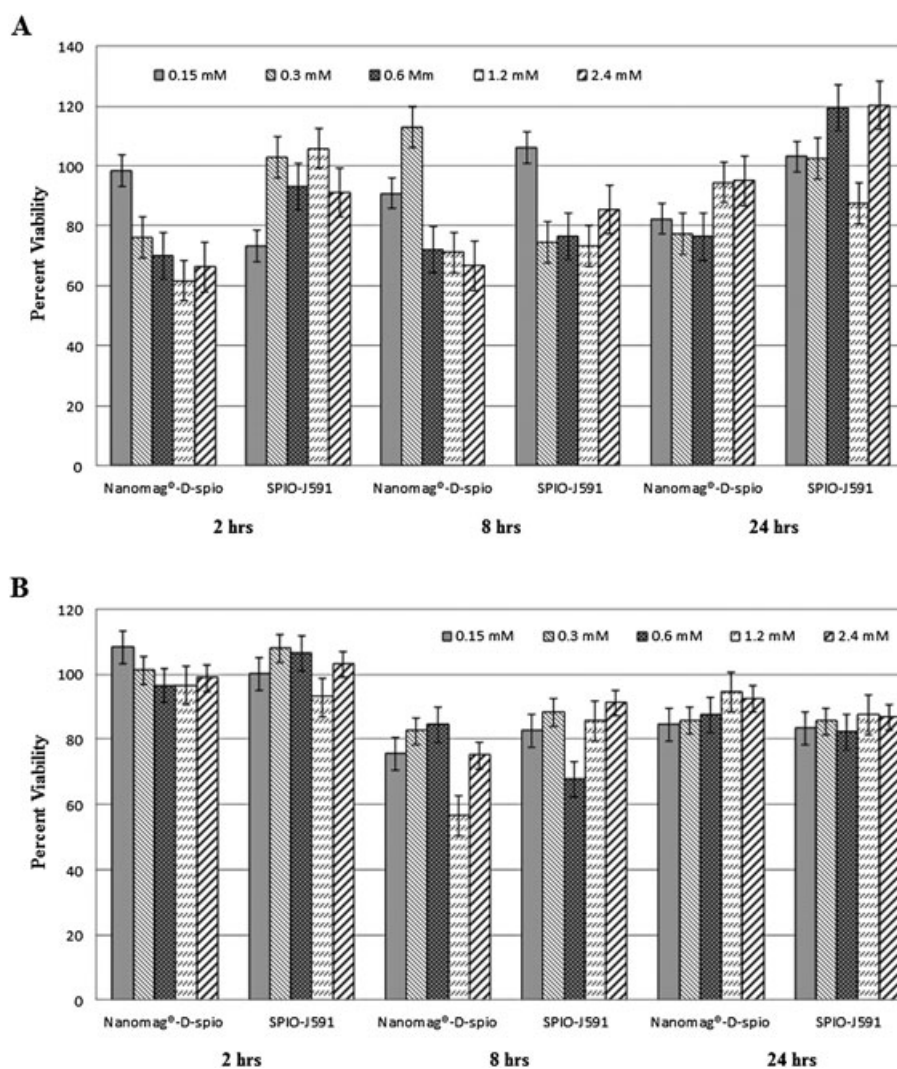 A
140
0.15 mM 0.3 mM 0.6 Mm 1.2 mM 2.4 mM
120
100
80
60
40
20
0
Percent Viability
Nanomag®-D-spio SPIO-J591 Nanomag®-D-spio SPIO-J591 Nanomag®-D-spio SPIO-J591
2 hrs 8 hrs 24 hrs
B
120
0.15 mM 0.3 mM 0.6 mM 1.2 mM 2.4 mM
100
80
60
40
20
0
Percent Viability
Nanomag®-D-spio SPIO-J591 Nanomag®-D-spio SPIO-J591 Nanomag®-D-spio SPIO-J591
2 hrs 8 hrs 24 hrs